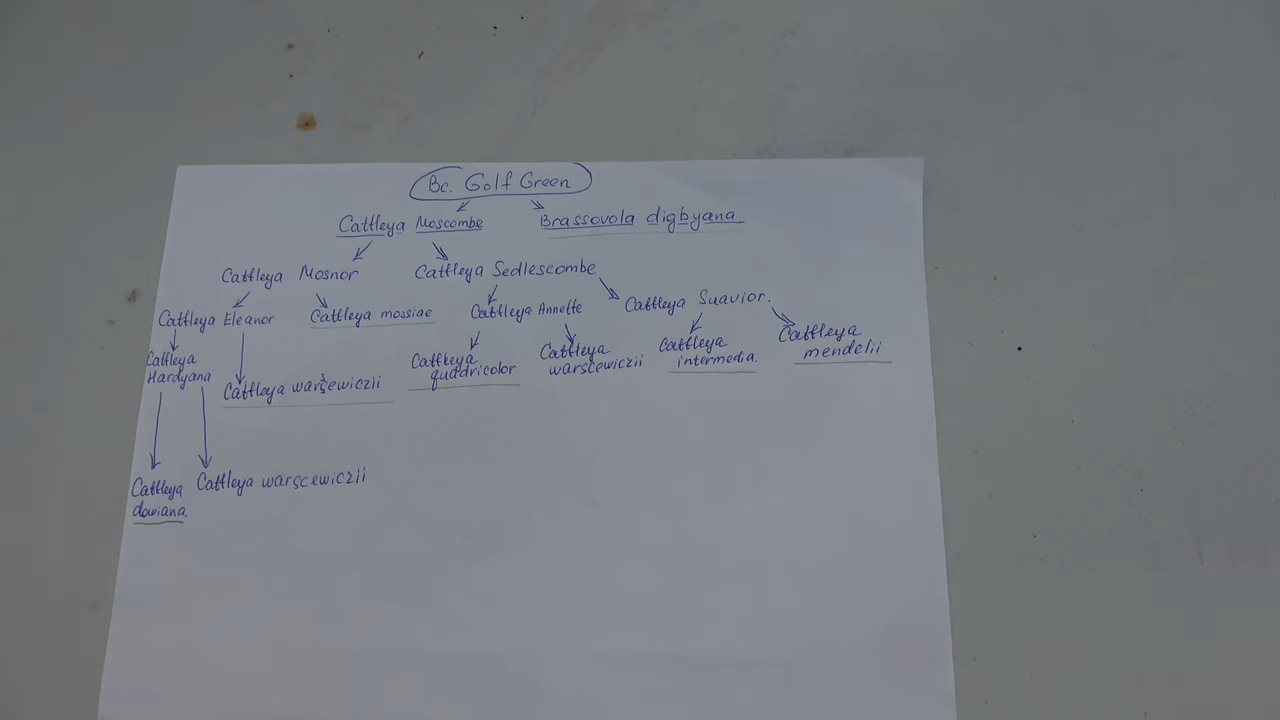 Bc. Golf Green
Cattleya Moscombe Brassovola digbyana
Cattleya Mosnor Cattleya Sedlescombe
Cattleya Eleanor Cattleya mossiae Cattleya Annette Cattleya Suavior.
Cattleya
Hardyana
Cattleya warscewiczii
Cattleya
quadricolor
Cattleya
warscewiczii
Cattleya
intermedia.
Cattleya
mendelii
Cattleya
dowiana
Cattleya warscewiczii